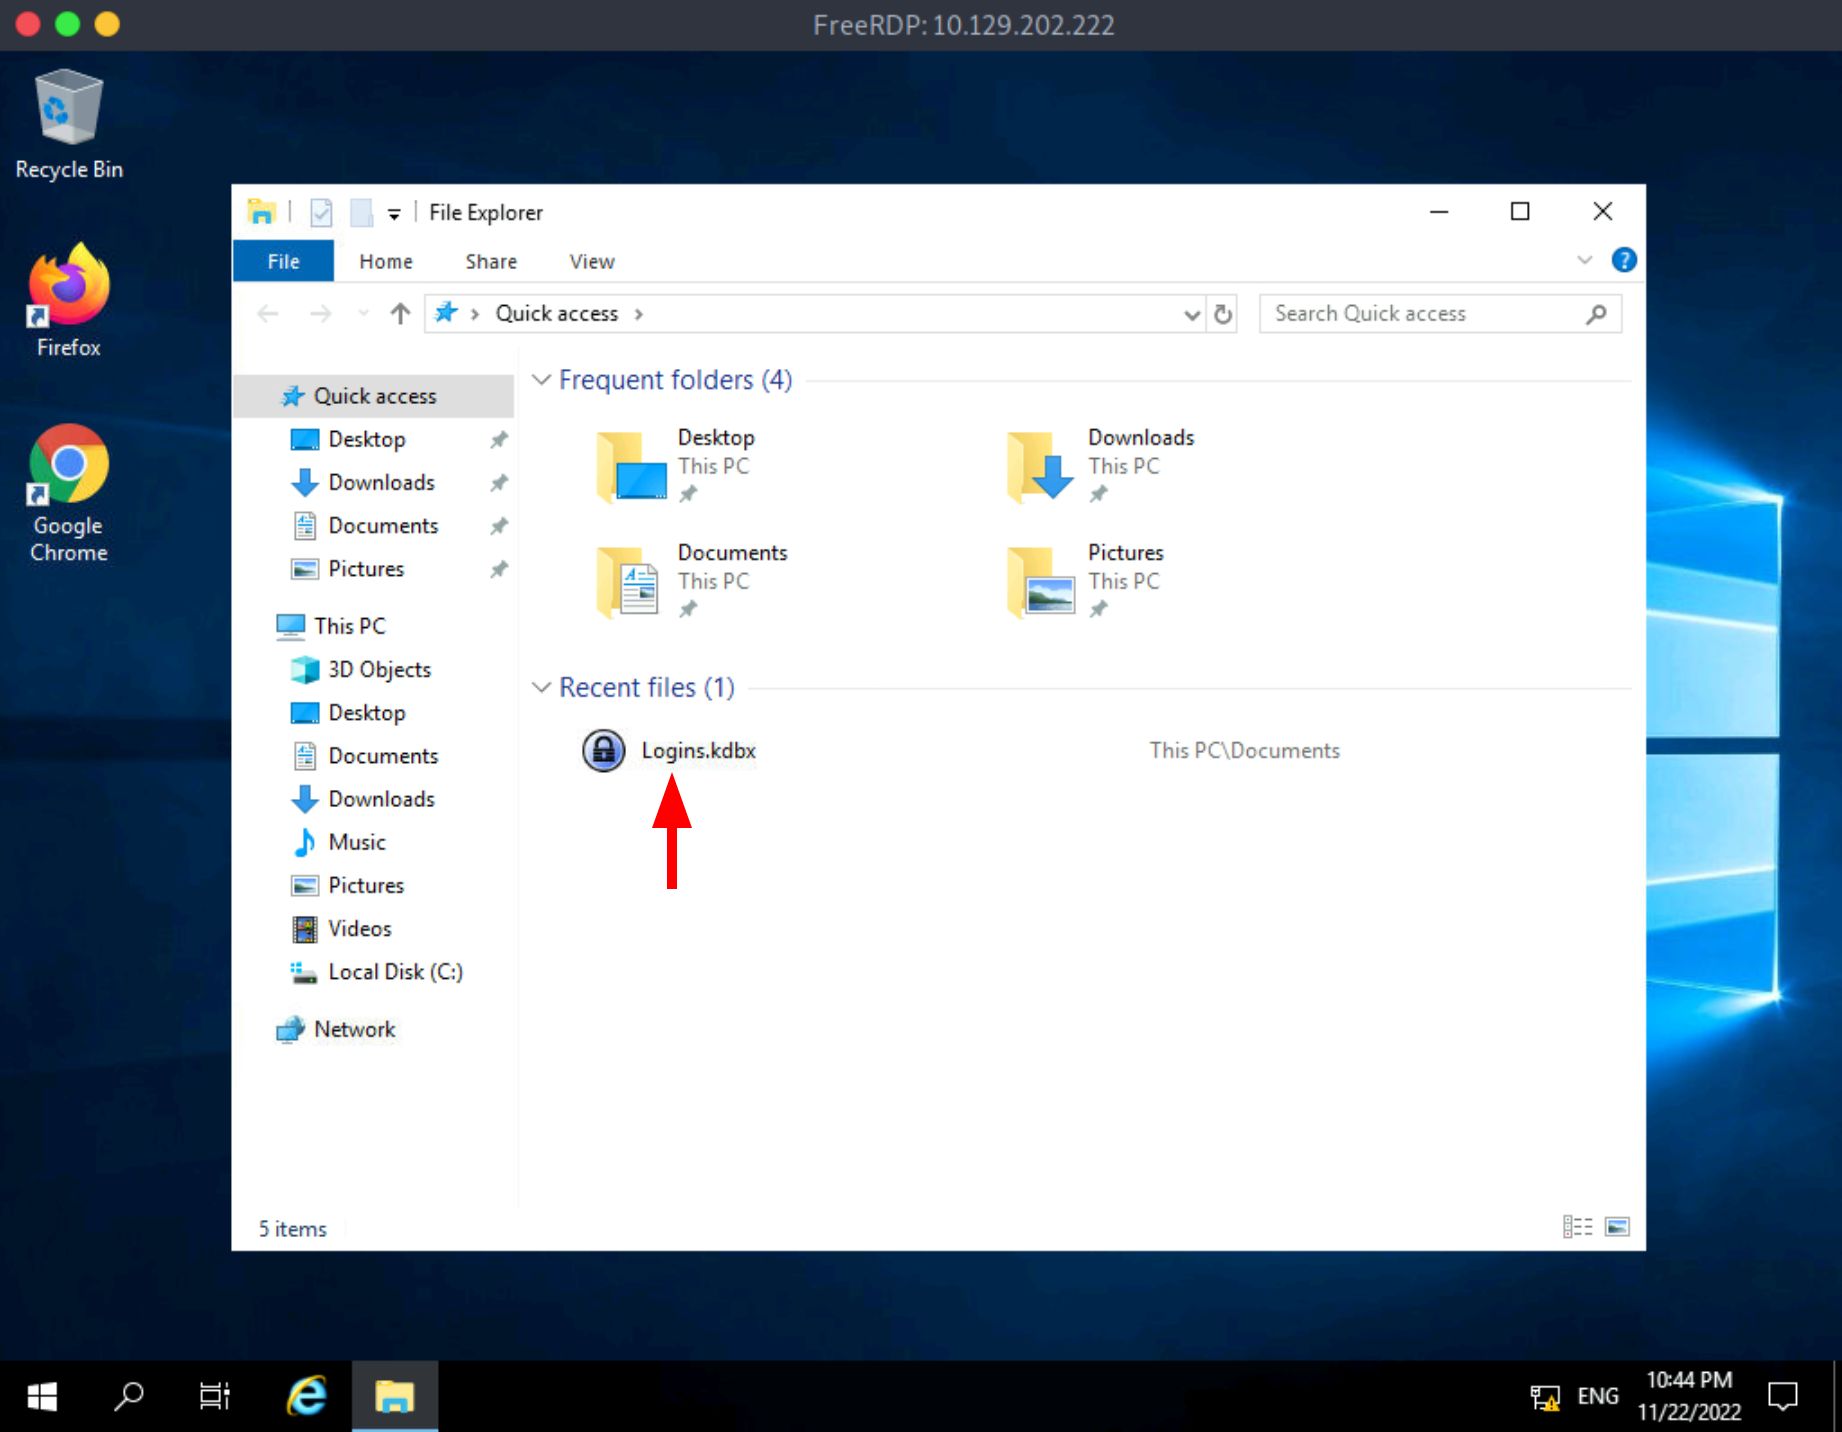 FreeRDP: 10.129.202.222
Recycle Bin
Firefox
Google
Chrome
File Explorer
File Home Share View
Quick access
Search Quick access
Quick access
Desktop
Downloads
Documents
Pictures
This PC
3D Objects
Desktop
Documents
Downloads
Music
Pictures
Videos
Local Disk (C:)
Network
Frequent folders (4)
Desktop
This PC
Downloads
This PC
Documents
This PC
Pictures
This PC
Recent files (1)
Logins.kdbx This PC\Documents
5 items
ENG
10:44 PM
11/22/2022